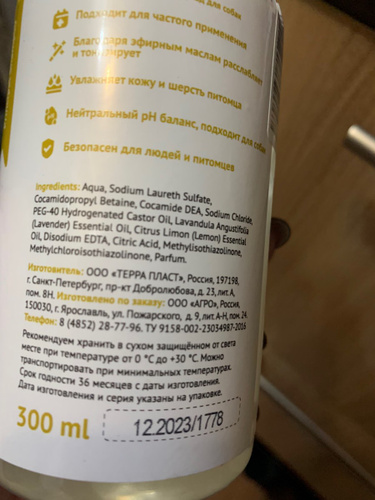 для собак
Подходит для частого применения
Благодаря эфирным маслам расслабляет
и тонизирует
Увлажняет кожу и шерсть питомца
Нейтральный pH баланс, подходит для собак
Безопасен для людей и питомцев
Ingredients: Aqua, Sodium Laureth Sulfate,
Cocamidopropyl Betaine, Cocamide DEA, Sodium Chloride,
PEG-40 Hydrogenated Castor Oil, Lavandula Angustifolia
(Lavender) Essential Oil, Citrus Limon (Lemon) Essential
Oil, Disodium EDTA, Citric Acid, Methylisothiazolinone,
Methylchloroisothiazolinone, Parfum.
Изготовитель: ООО «ТЕРРА ПЛАСТ», Россия, 197198,
г. Санкт-Петербург, пр-кт Добролюбова, д. 23, лит. А,
пом. 8Н. Изготовлено по заказу: ООО «АГРО», Россия,
150030, г. Ярославль, ул. Пожарского, д. 9, лит. А-Н, пом. 24.
Телефон: 8 (4852) 28-77-96. ТУ 9158-002-23034987-2016
Рекомендуем хранить в сухом защищённом от света
месте при температуре от 0 °C до +30 °C. Можно
транспортировать при минимальных температурах.
Срок годности 36 месяцев с даты изготовления.
Дата изготовления и серия указаны на упаковке.
300 ml
12.2023/1778